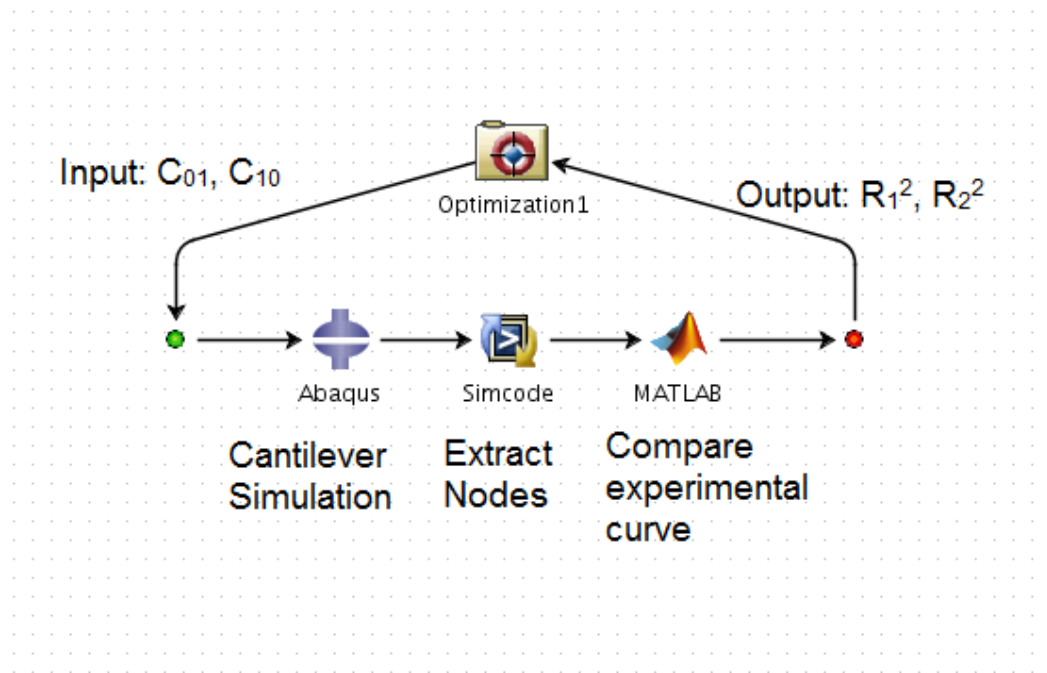 Input: C₀₁, C₁₀
Optimization1
Output: R₁², R₂²
Abaqus
Simcode
MATLAB
Cantilever
Simulation
Extract
Nodes
Compare
experimental
curve